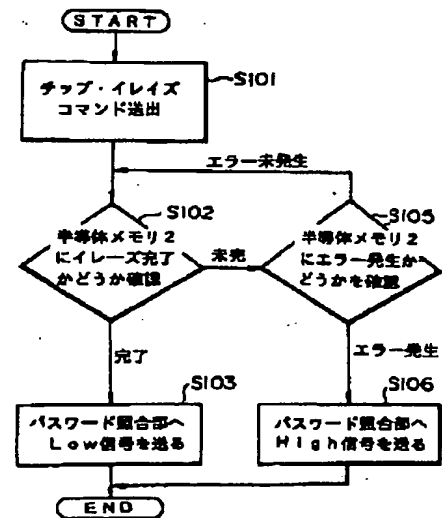 START
チップ・イレイズ
コマンド送出
S101
エラー未発生
S102
半導体メモリ2
にイレーズ完了
かどうか確認
未完
S105
半導体メモリ2
にエラー発生か
どうかを確認
完了
エラー発生
S103
パスワード照合部へ
Low信号を送る
S106
パスワード照合部へ
High信号を送る
END